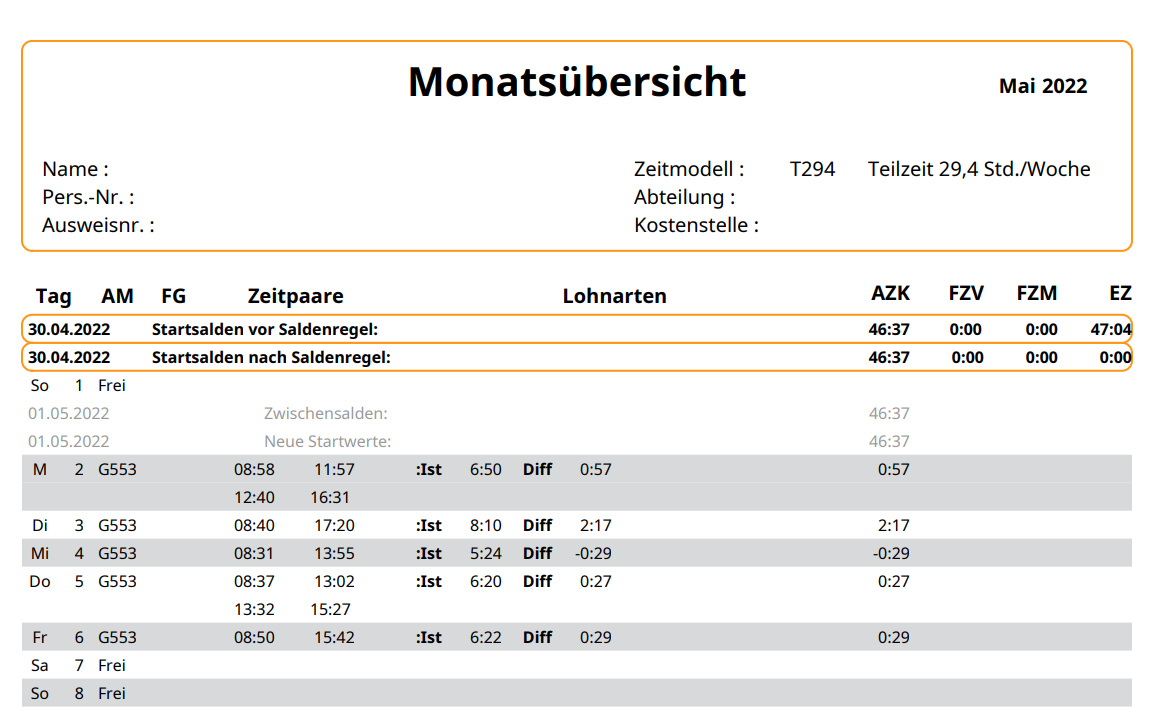 Monatsübersicht Mai 2022
Name : Zeitmodell : T294 Teilzeit 29,4 Std./Woche
Pers.-Nr. : Abteilung :
Ausweisnr. : Kostenstelle :
Tag AM FG Zeitpaare Lohnarten AZK FZV FZM EZ
30.04.2022 Startsalden vor Saldenregel: 46:37 0:00 0:00 47:04
30.04.2022 Startsalden nach Saldenregel: 46:37 0:00 0:00 0:00
So 1 Frei
01.05.2022 Zwischensalden: 46:37
01.05.2022 Neue Startwerte: 46:37
M 2 G553 08:58 11:57 :Ist 6:50 Diff 0:57 0:57
12:40 16:31
Di 3 G553 08:40 17:20 :Ist 8:10 Diff 2:17 2:17
Mi 4 G553 08:31 13:55 :Ist 5:24 Diff -0:29 -0:29
Do 5 G553 08:37 13:02 :Ist 6:20 Diff 0:27 0:27
13:32 15:27
Fr 6 G553 08:50 15:42 :Ist 6:22 Diff 0:29 0:29
Sa 7 Frei
So 8 Frei